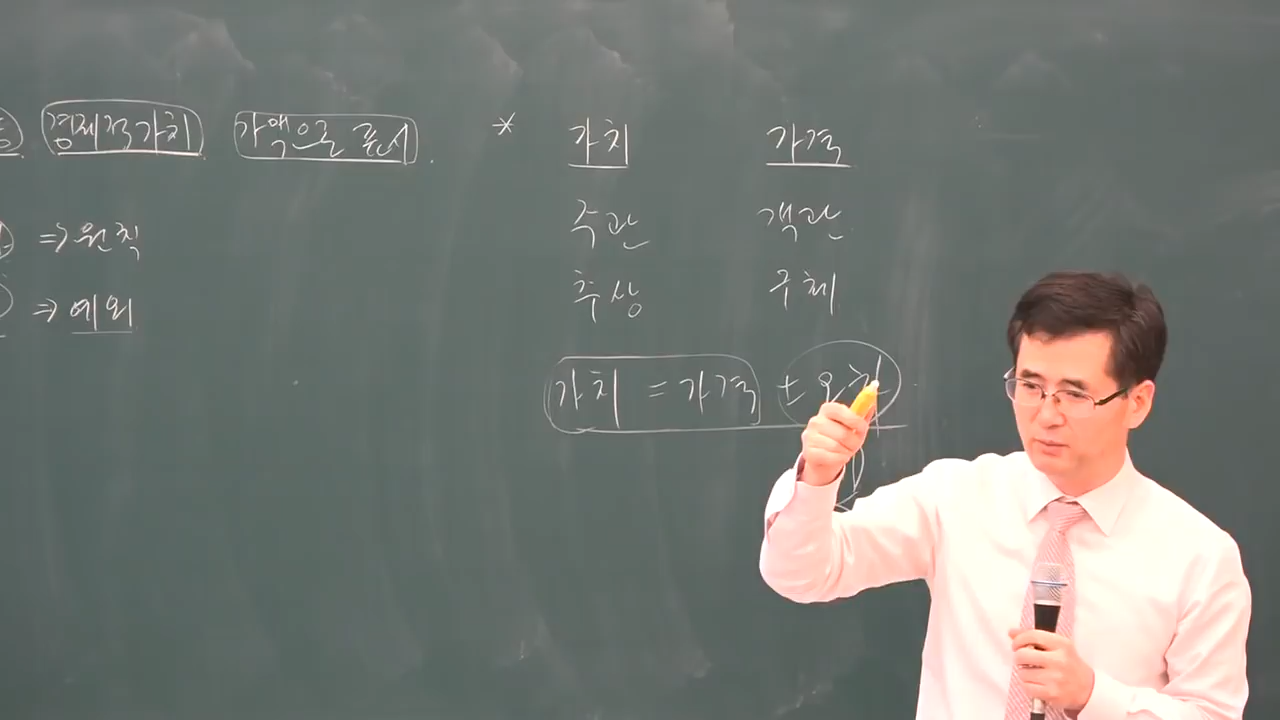 경제적가치 가액으로 표시.
⇒ 원칙
⇒ 예외
* 가치 가격
주관 객관
추상 구체
가치 = 가격 ± 오차